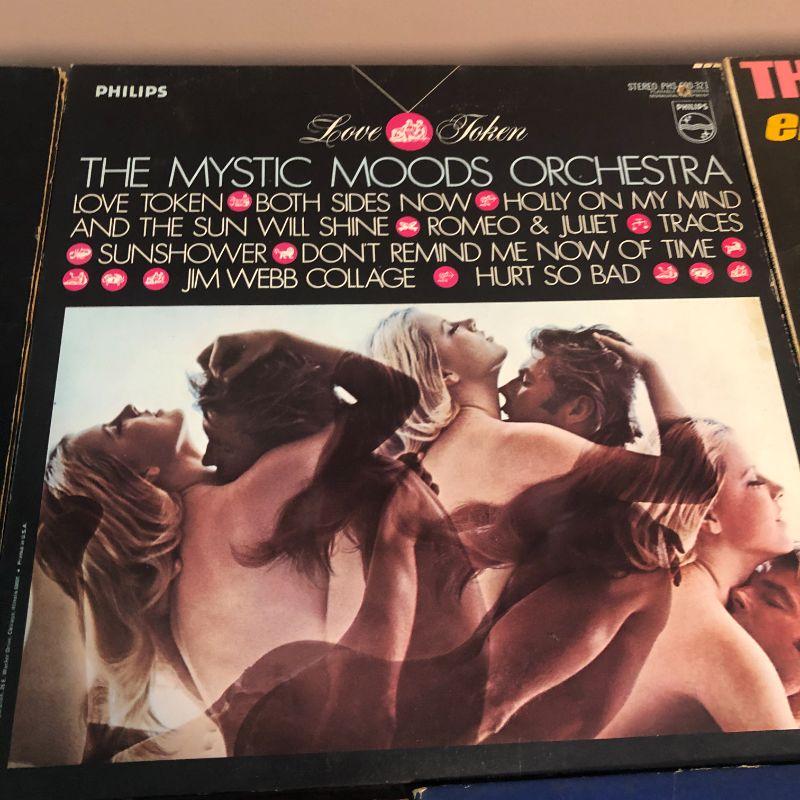 PHILIPS
STEREO PHS 600-321
PHILIPS
Love Token
THE MYSTIC MOODS ORCHESTRA
LOVE TOKEN BOTH SIDES NOW HOLLY ON MY MIND
AND THE SUN WILL SHINE ROMEO & JULIET TRACES
SUNSHOWER DON'T REMIND ME NOW OF TIME
JIM WEBB COLLAGE HURT SO BAD
TH
Printed in U.S.A.